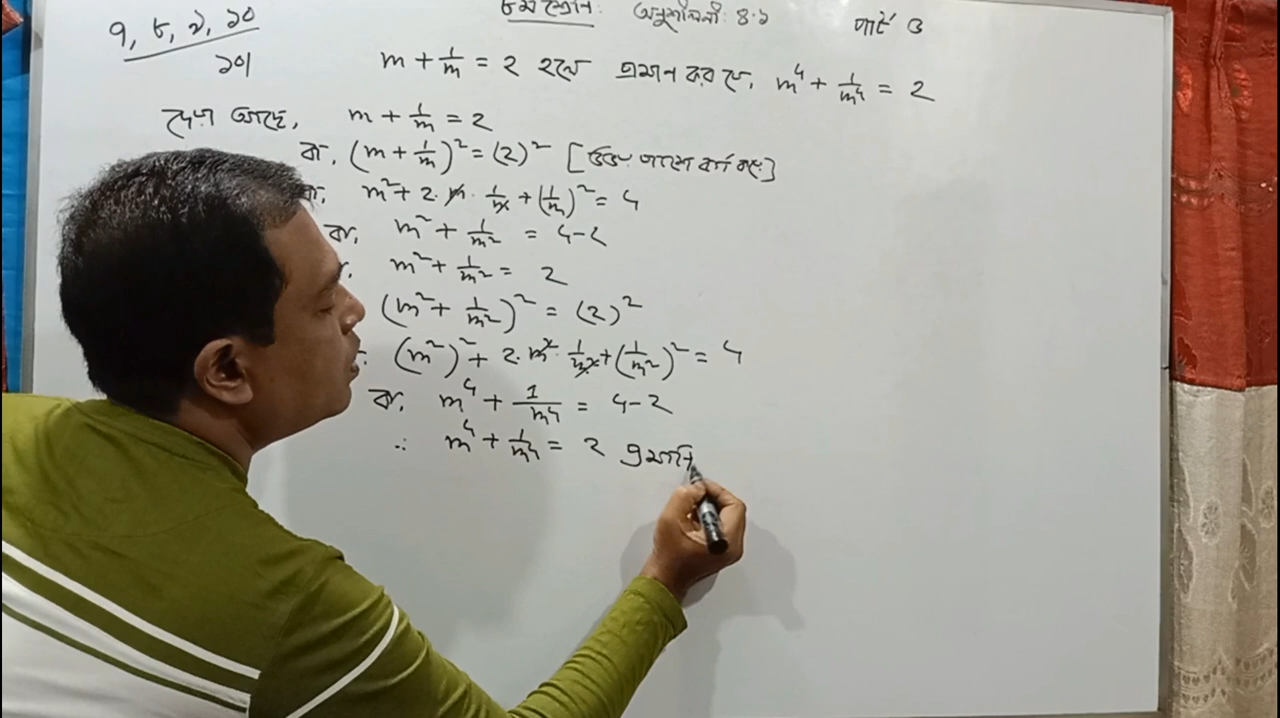 ৮ম শ্রেণি: অনুশীলনী: ৪.১ পার্ট ৩
৭, ৮, ৯, ১০
১০।
m + 1/m = ২ হলে প্রমাণ কর যে, m⁴ + 1/m⁴ = ২
দেওয়া আছে, m + 1/m = ২
বা, (m + 1/m)² = (২)² [উভয় পাশে বর্গ করে]
বা, m² + ২. m. 1/m + (1/m)² = ৪
বা, m² + 1/m² = ৪-২
m² + 1/m² = ২
(m² + 1/m²)² = (২)²
(m²)² + ২. m². 1/m² + (1/m²)² = ৪
বা, m⁴ + 1/m⁴ = ৪-২
∴ m⁴ + 1/m⁴ = ২ প্রমানি